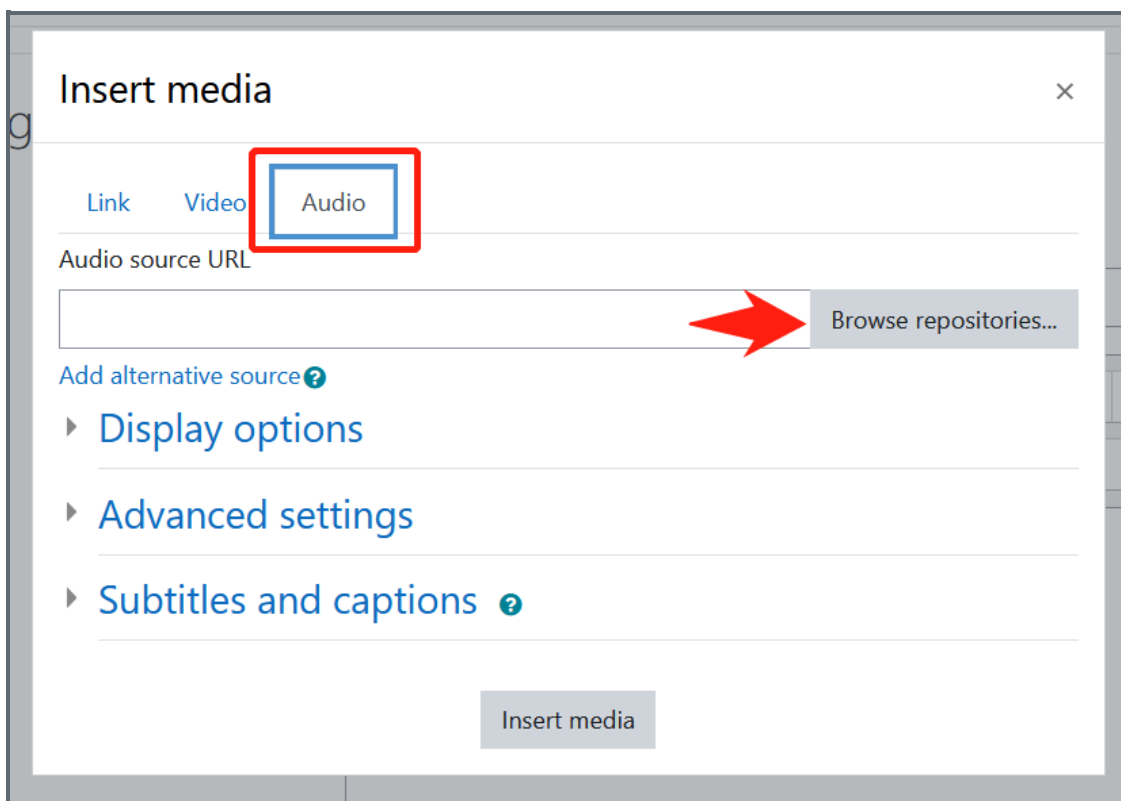 Insert media
×
g
Link Video Audio
Audio source URL
Browse repositories...
Add alternative source ?
Display options
Advanced settings
Subtitles and captions ?
Insert media